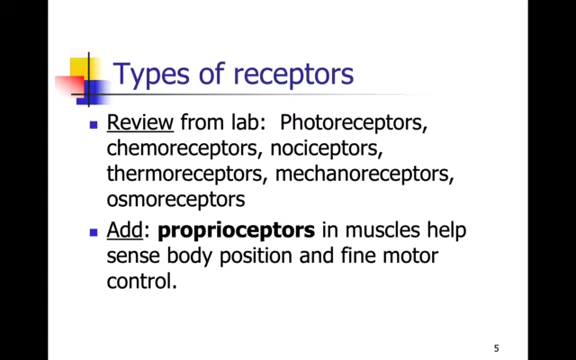 Types of receptors
Review from lab:  Photoreceptors,
chemoreceptors, nociceptors,
thermoreceptors, mechanoreceptors,
osmoreceptors
Add: proprioceptors in muscles help
sense body position and fine motor
control.
5